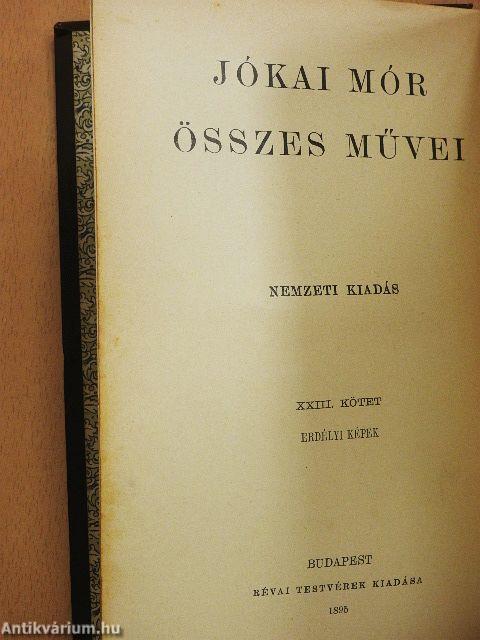 JÓKAI MÓR
ÖSSZES MŰVEI
NEMZETI KIADÁS
XXIII. KÖTET
ERDÉLYI KÉPEK
BUDAPEST
RÉVAI TESTVÉREK KIADÁSA
1895
Antikvárium.hu